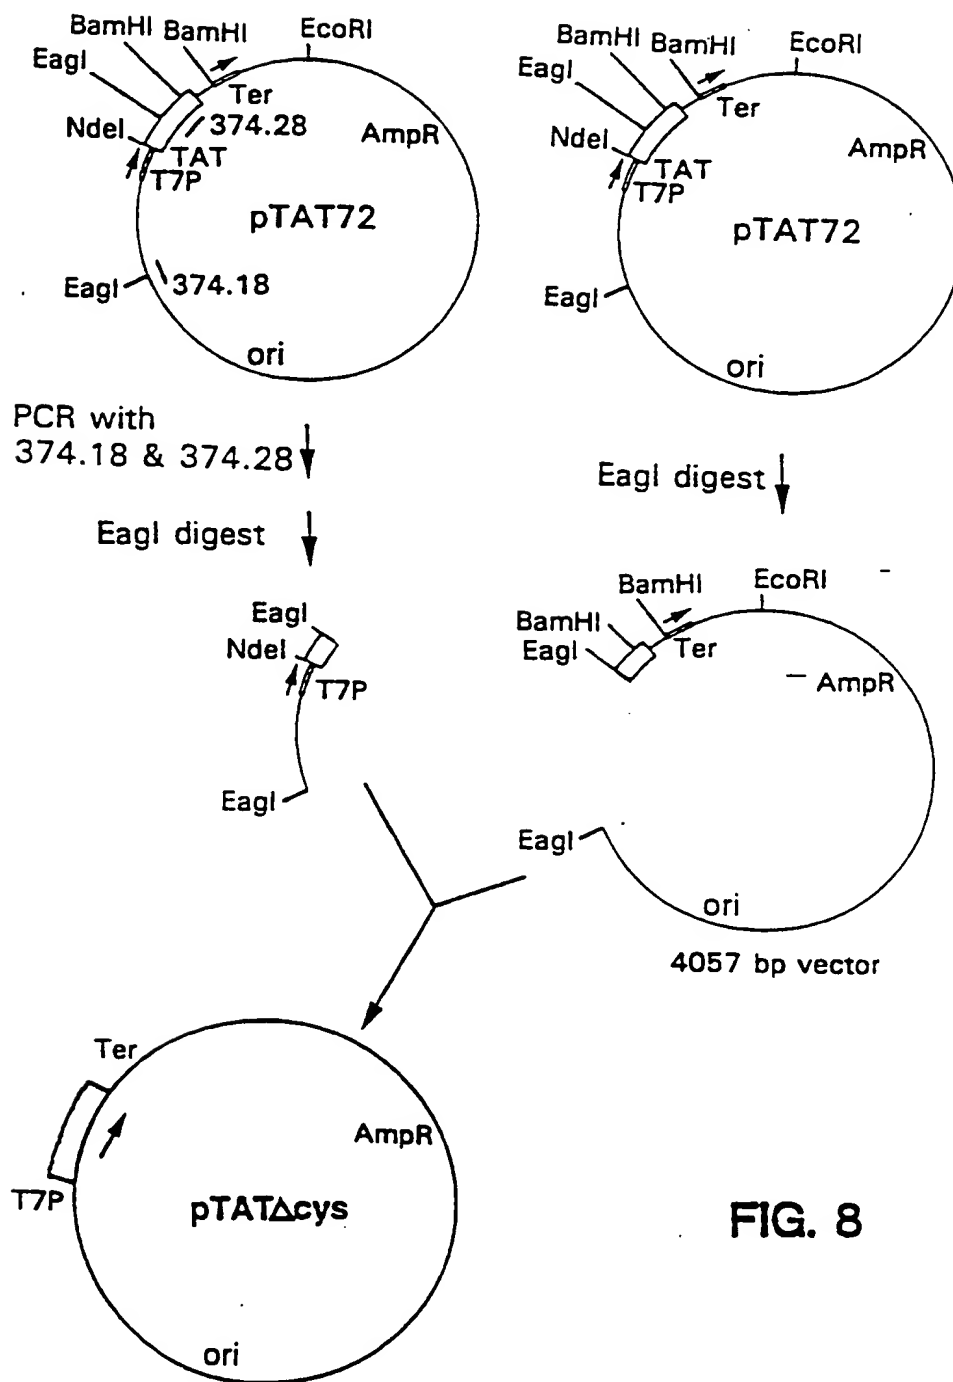 BamHI
BamHI
EcoRI
EagI
Ter
NdeI
374.28
AmpR
TAT
T7P
pTAT72
EagI
374.18
ori
BamHI
BamHI
EcoRI
EagI
Ter
NdeI
AmpR
TAT
T7P
pTAT72
EagI
ori
PCR with
374.18 & 374.28
EagI digest
EagI digest
EagI
NdeI
T7P
EagI
BamHI
EcoRI
BamHI
EagI
Ter
AmpR
EagI
ori
4057 bp vector
Ter
AmpR
T7P
pTATΔcys
ori
FIG. 8